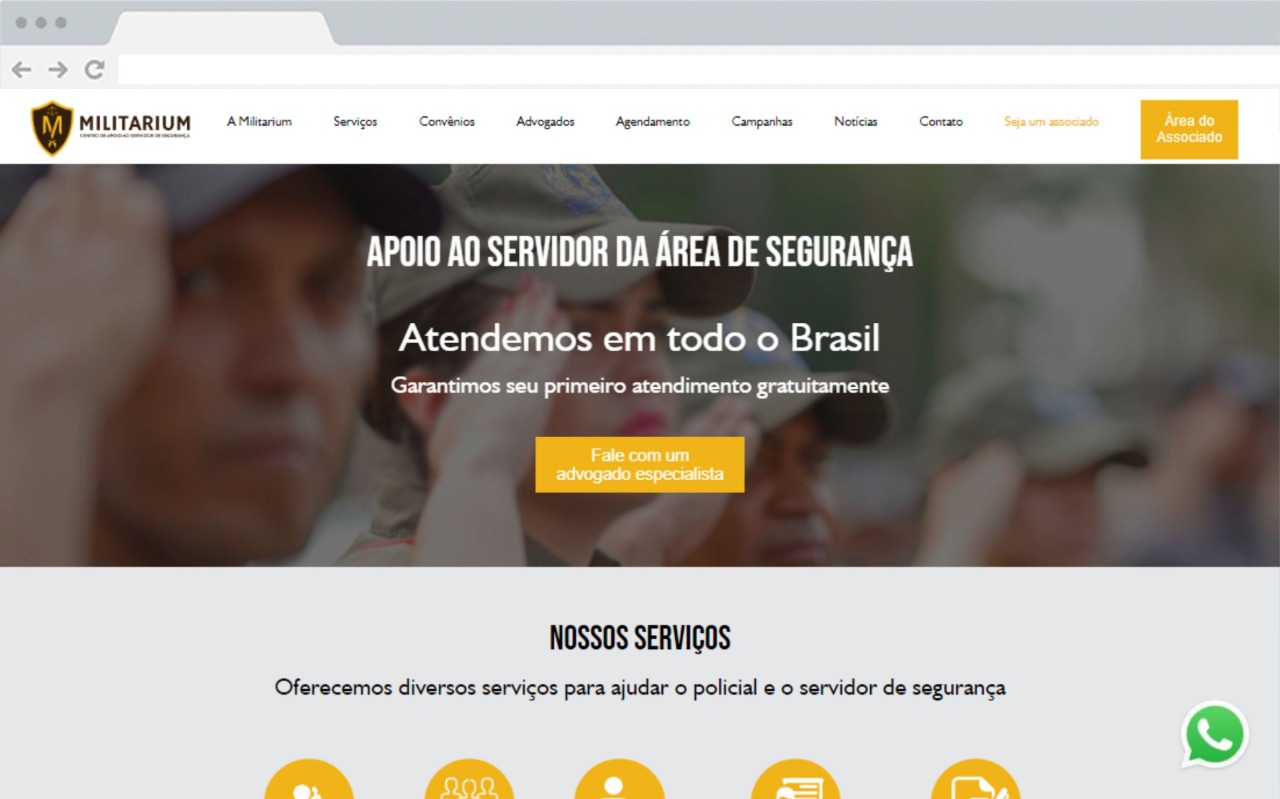 MILITARIUM
CENTRO DE APOIO AO SERVIDOR DE SEGURANÇA
A Militarium
Serviços
Convênios
Advogados
Agendamento
Campanhas
Notícias
Contato
Seja um associado
Área do
Associado
APOIO AO SERVIDOR DA ÁREA DE SEGURANÇA
Atendemos em todo o Brasil
Garantimos seu primeiro atendimento gratuitamente
Fale com um
advogado especialista
NOSSOS SERVIÇOS
Oferecemos diversos serviços para ajudar o policial e o servidor de segurança